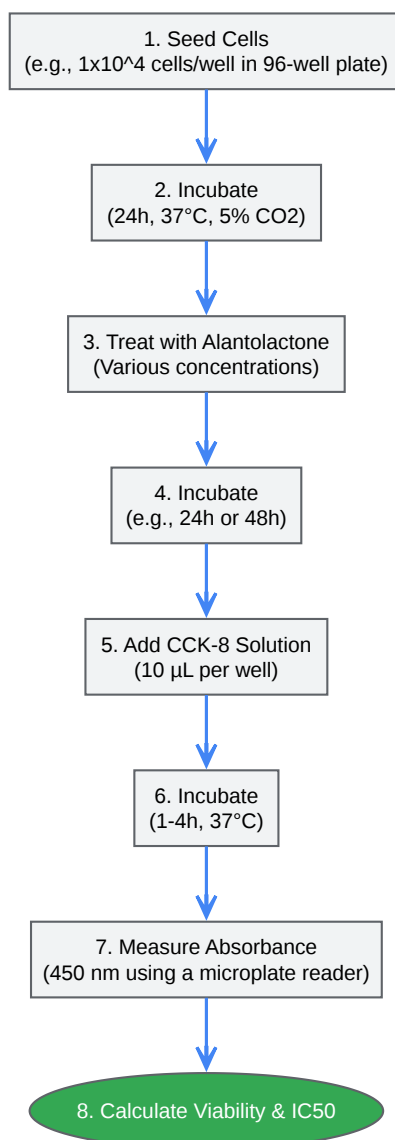 1. Seed Cells
(e.g., 1x10^4 cells/well in 96-well plate)
2. Incubate
(24h, 37°C, 5% CO2)
3. Treat with Alantolactone
(Various concentrations)
4. Incubate
(e.g., 24h or 48h)
5. Add CCK-8 Solution
(10 µL per well)
6. Incubate
(1-4h, 37°C)
7. Measure Absorbance
(450 nm using a microplate reader)
8. Calculate Viability & IC50